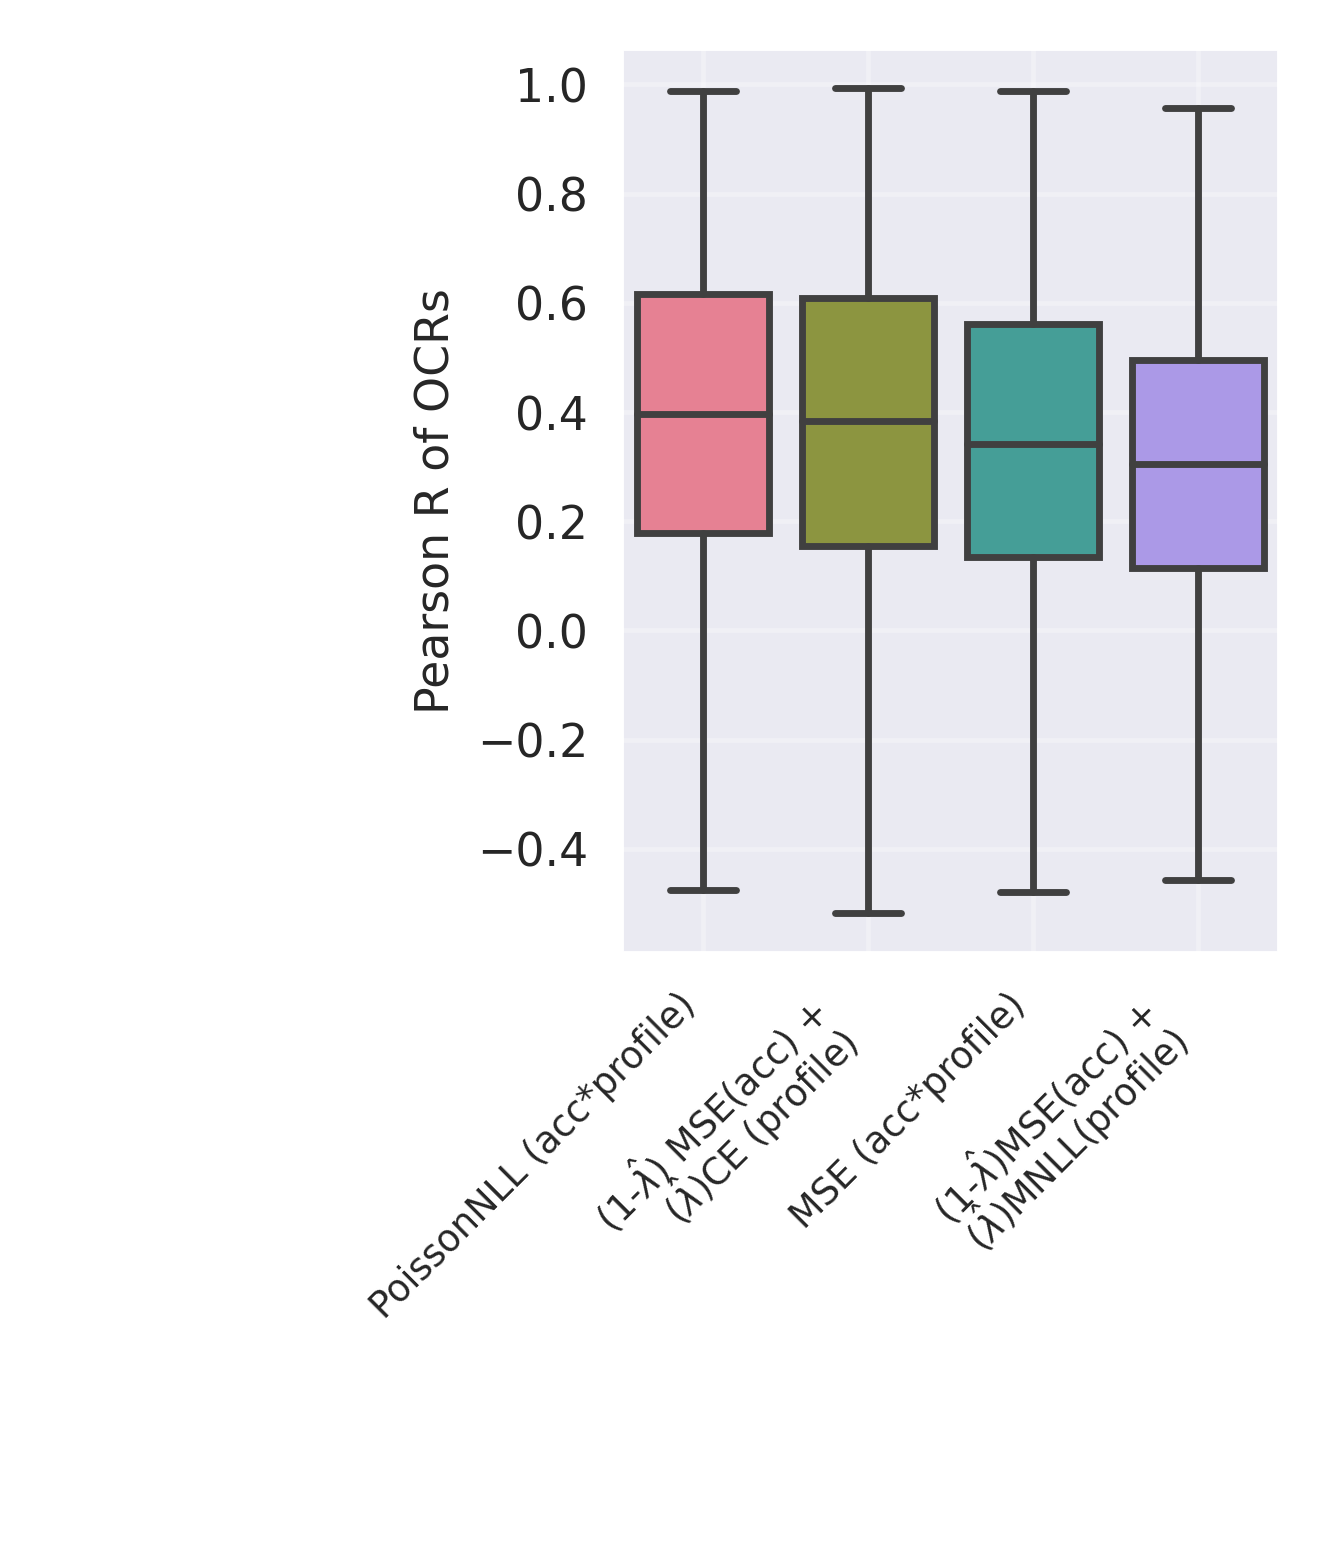 1.0
0.8
0.6
0.4
0.2
0.0
−0.2
−0.4
Pearson R of OCRs
PoissonNLL (acc*profile)
(1-λ̂) MSE(acc) +
(λ̂)CE (profile)
MSE (acc*profile)
(1-λ̂)MSE(acc) +
(λ̂)MNLL(profile)